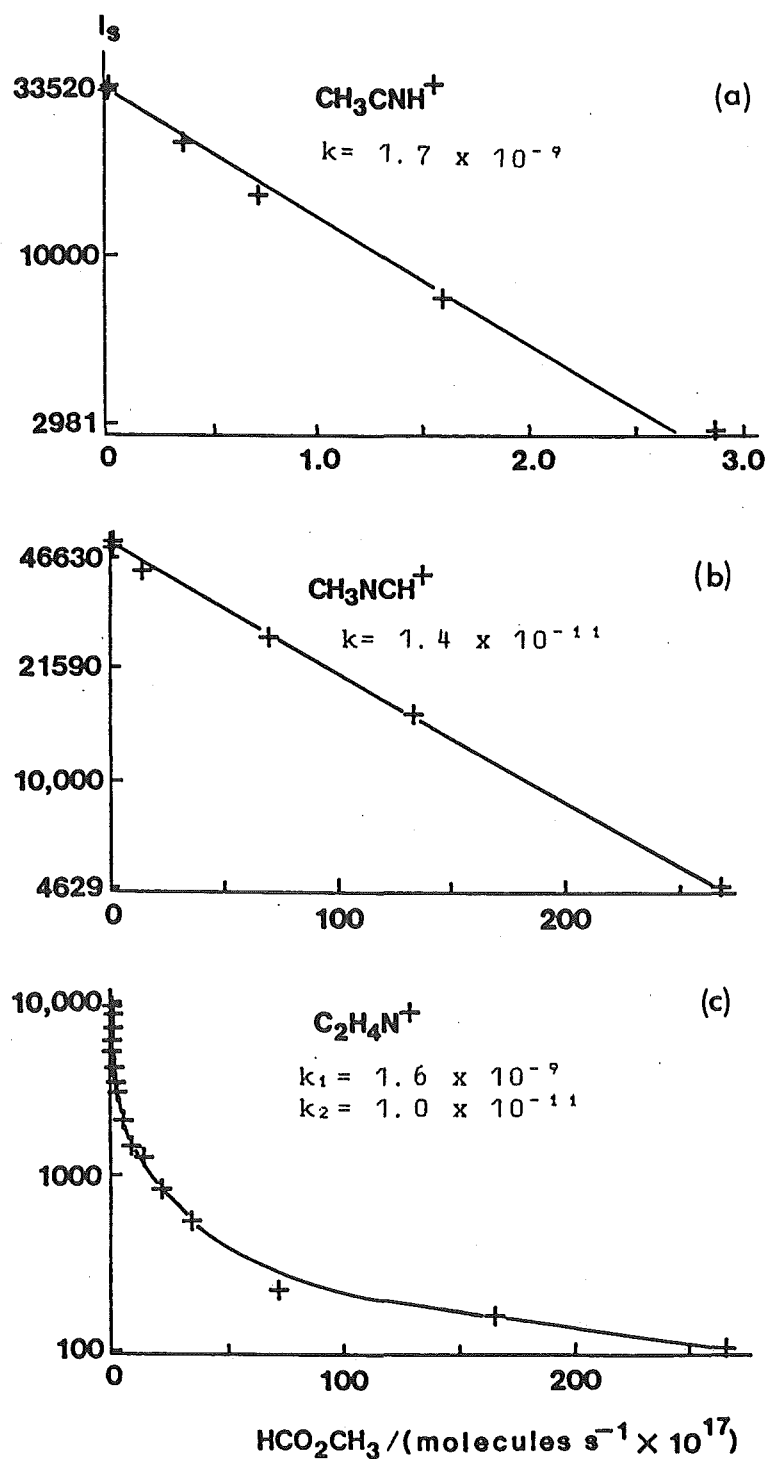 Is
33520
CH3CNH+
(a)
k= 1.7 x 10⁻⁹
10000
2981
0 1.0 2.0 3.0
46630
CH3NCH+
(b)
k= 1.4 x 10⁻¹¹
21590
10,000
4629
0 100 200
10,000
C2H4N+
(c)
k1 = 1.6 x 10⁻⁹
k2 = 1.0 x 10⁻¹¹
1000
100
0 100 200
HCO2CH3/(molecules s⁻¹ × 10¹⁷)